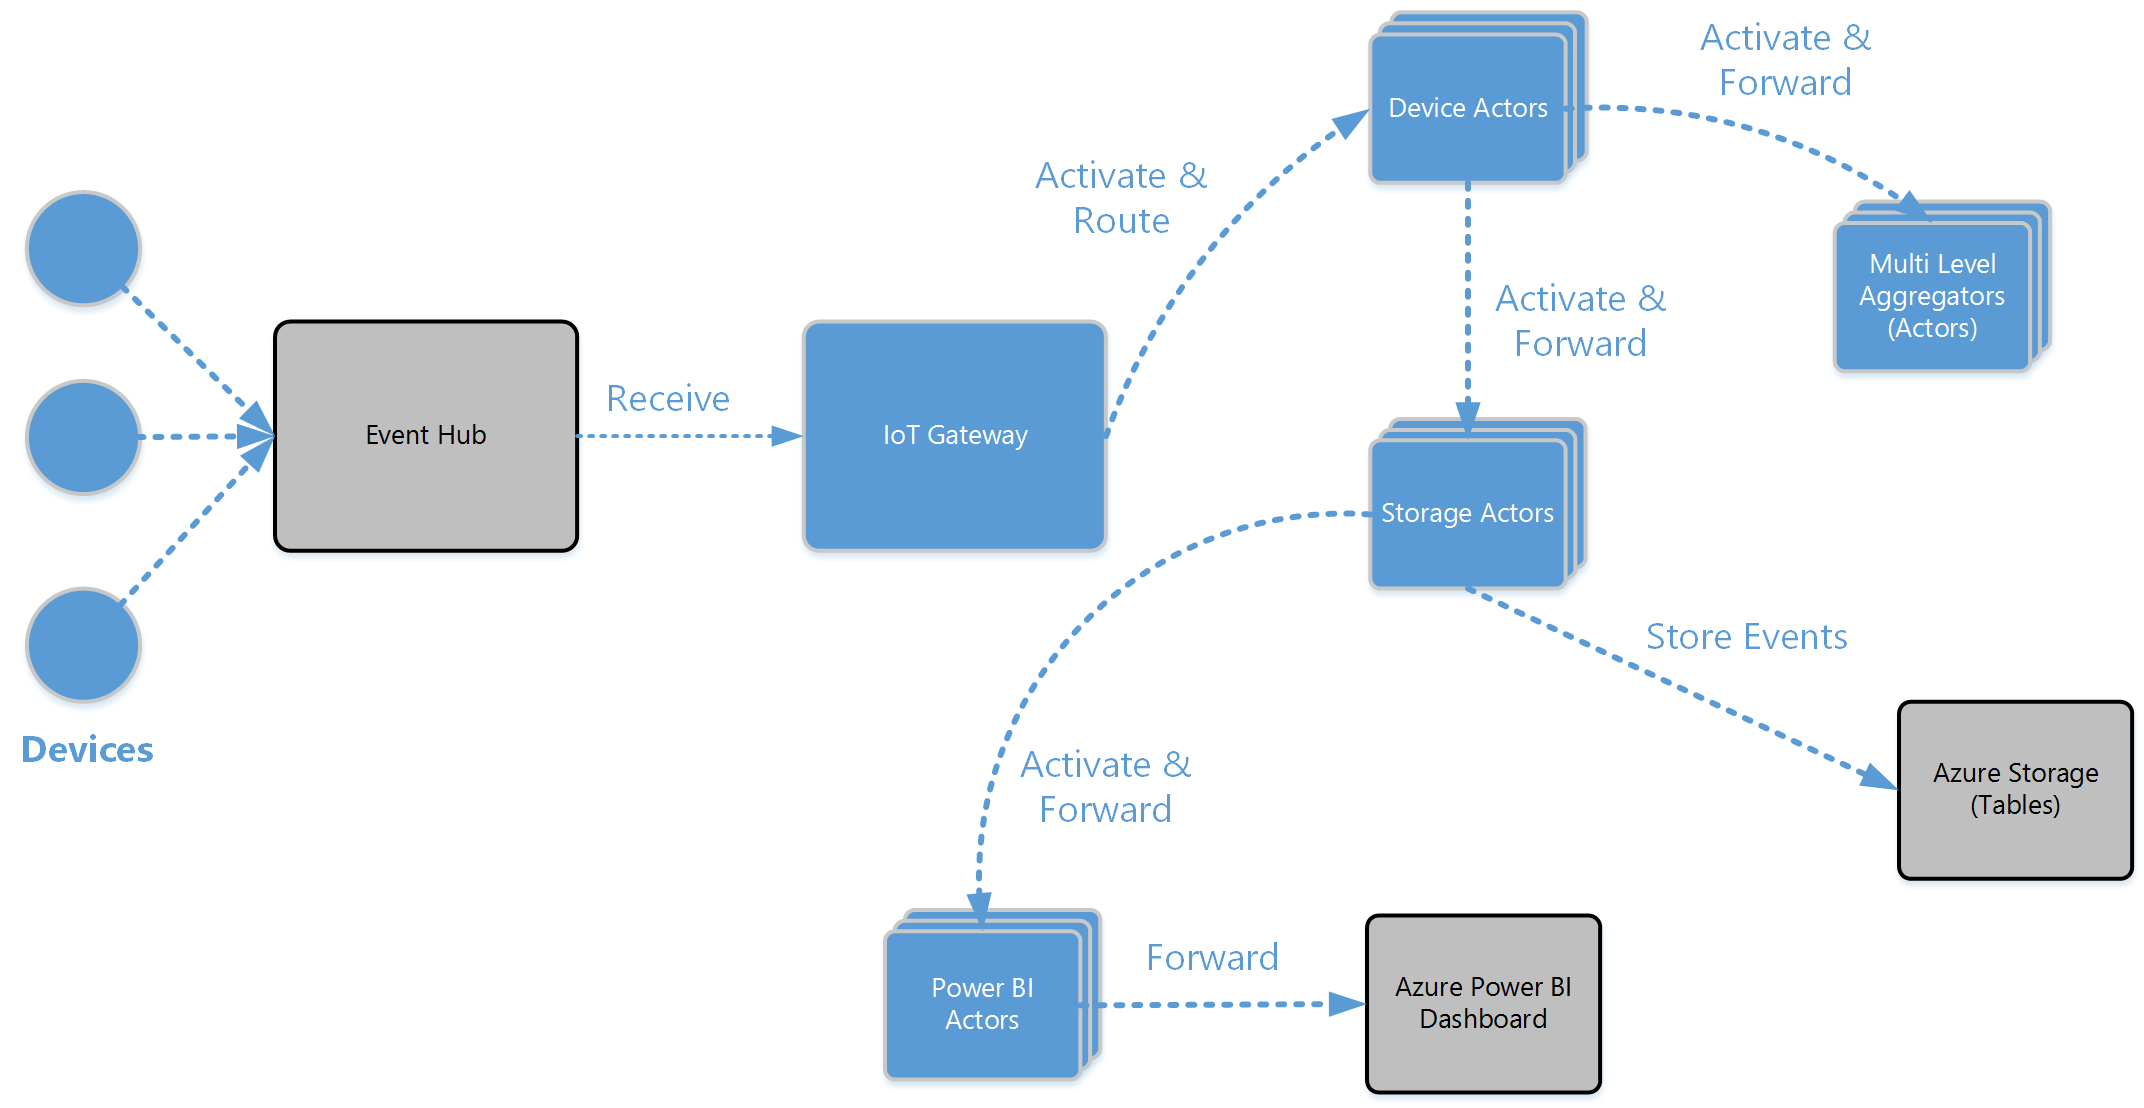 Devices
Event Hub
Receive
IoT Gateway
Activate &
Route
Device Actors
Activate &
Forward
Multi Level
Aggregators
(Actors)
Activate &
Forward
Storage Actors
Store Events
Azure Storage
(Tables)
Activate &
Forward
Power BI
Actors
Forward
Azure Power BI
Dashboard